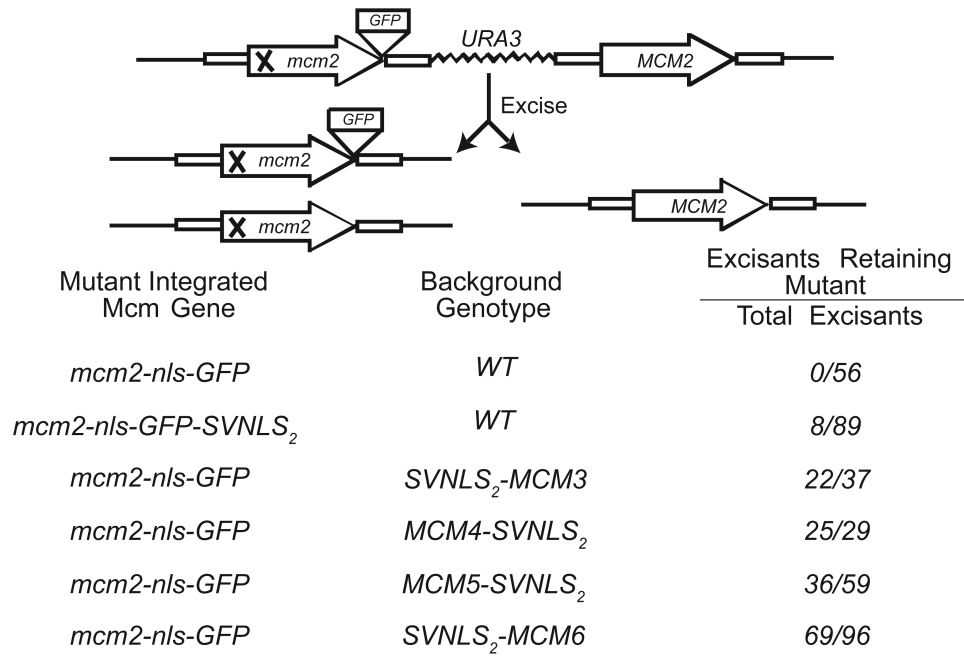 GFP
URA3
mcm2
MCM2
Excise
GFP
mcm2
mcm2
MCM2
Mutant Integrated
Mcm Gene
Background
Genotype
Excisants Retaining
Mutant
Total Excisants
mcm2-nls-GFP WT 0/56
mcm2-nls-GFP-SVNLS2 WT 8/89
mcm2-nls-GFP SVNLS2-MCM3 22/37
mcm2-nls-GFP MCM4-SVNLS2 25/29
mcm2-nls-GFP MCM5-SVNLS2 36/59
mcm2-nls-GFP SVNLS2-MCM6 69/96